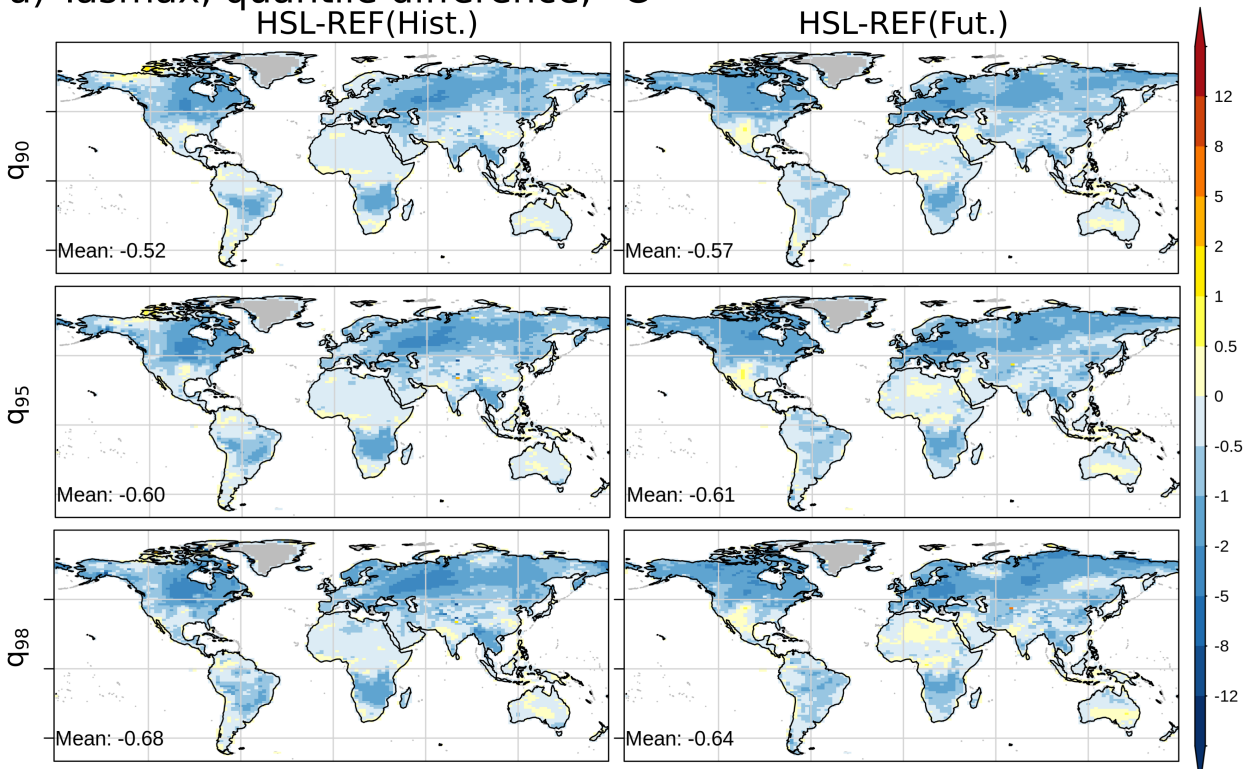 HSL-REF(Hist.) HSL-REF(Fut.)
q90
Mean: -0.52
Mean: -0.57
q95
Mean: -0.60
Mean: -0.61
q98
Mean: -0.68
Mean: -0.64
12
8
5
2
1
0.5
0
-0.5
-1
-2
-5
-8
-12